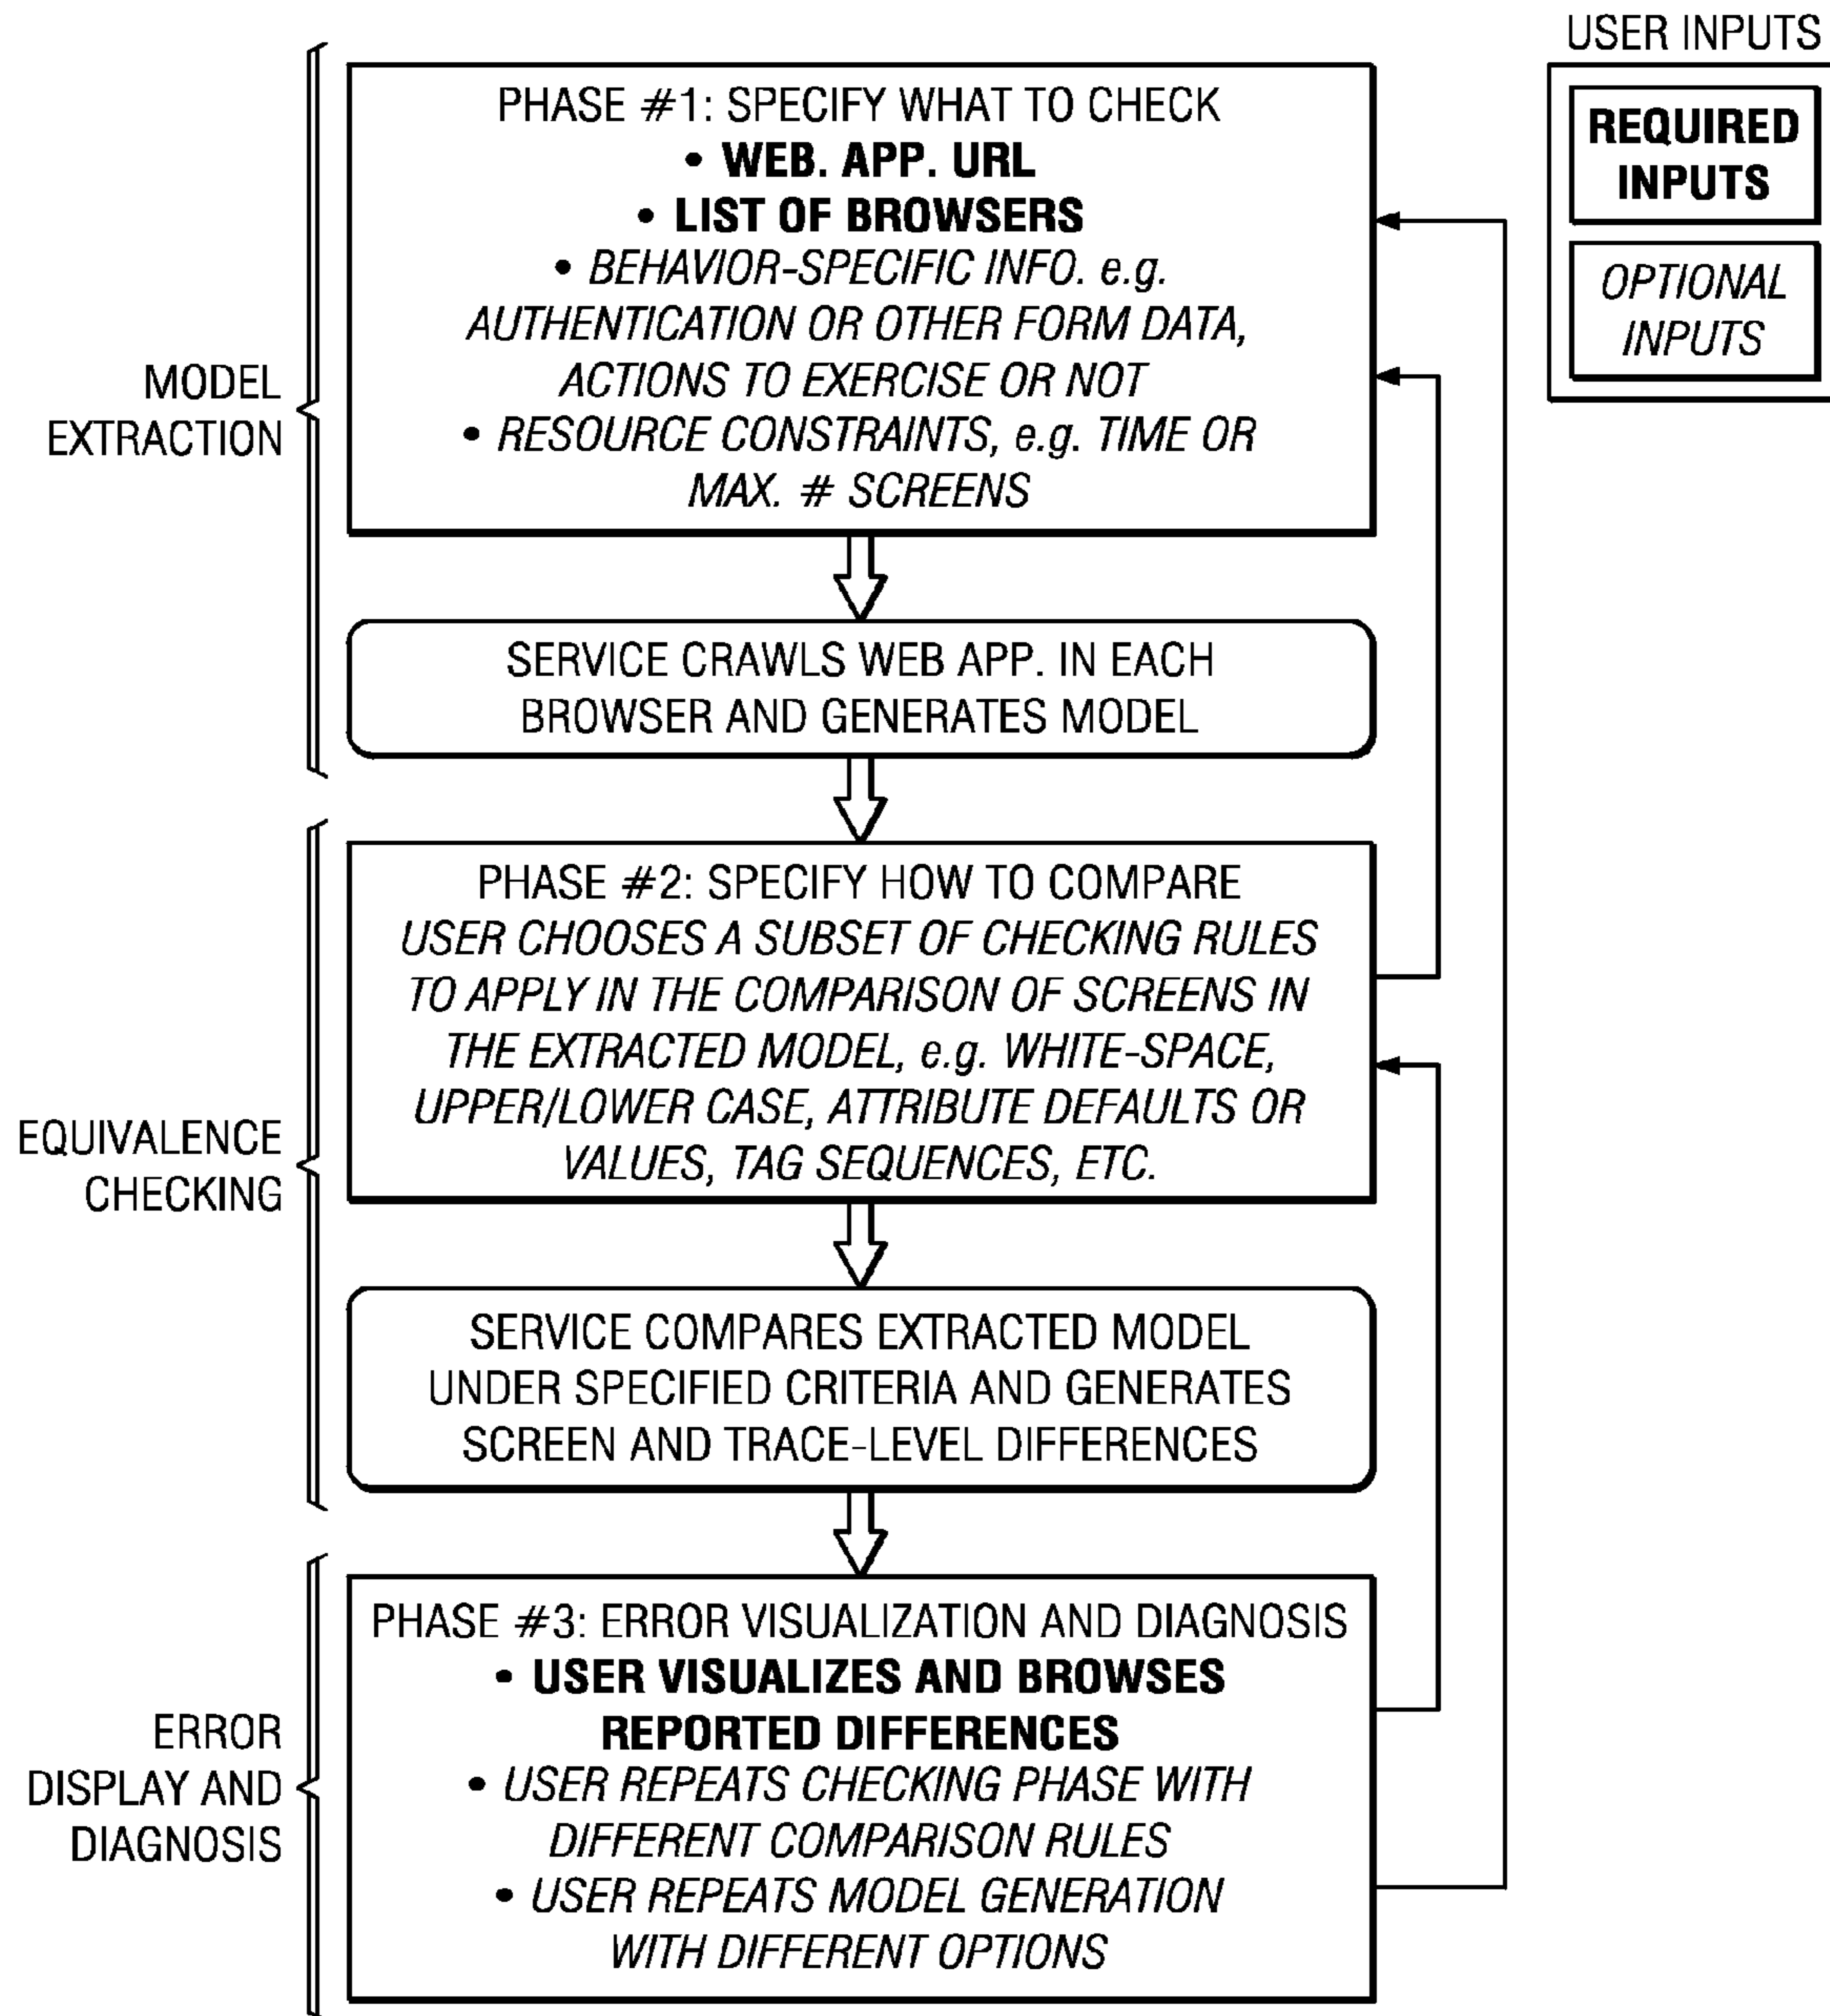 USER INPUTS
REQUIRED
INPUTS
OPTIONAL
INPUTS
MODEL
EXTRACTION
PHASE #1: SPECIFY WHAT TO CHECK
• WEB. APP. URL
• LIST OF BROWSERS
• BEHAVIOR-SPECIFIC INFO. e.g.
AUTHENTICATION OR OTHER FORM DATA,
ACTIONS TO EXERCISE OR NOT
• RESOURCE CONSTRAINTS, e.g. TIME OR
MAX. # SCREENS
SERVICE CRAWLS WEB APP. IN EACH
BROWSER AND GENERATES MODEL
EQUIVALENCE
CHECKING
PHASE #2: SPECIFY HOW TO COMPARE
USER CHOOSES A SUBSET OF CHECKING RULES
TO APPLY IN THE COMPARISON OF SCREENS IN
THE EXTRACTED MODEL, e.g. WHITE-SPACE,
UPPER/LOWER CASE, ATTRIBUTE DEFAULTS OR
VALUES, TAG SEQUENCES, ETC.
SERVICE COMPARES EXTRACTED MODEL
UNDER SPECIFIED CRITERIA AND GENERATES
SCREEN AND TRACE-LEVEL DIFFERENCES
ERROR
DISPLAY AND
DIAGNOSIS
PHASE #3: ERROR VISUALIZATION AND DIAGNOSIS
• USER VISUALIZES AND BROWSES
REPORTED DIFFERENCES
• USER REPEATS CHECKING PHASE WITH
DIFFERENT COMPARISON RULES
• USER REPEATS MODEL GENERATION
WITH DIFFERENT OPTIONS